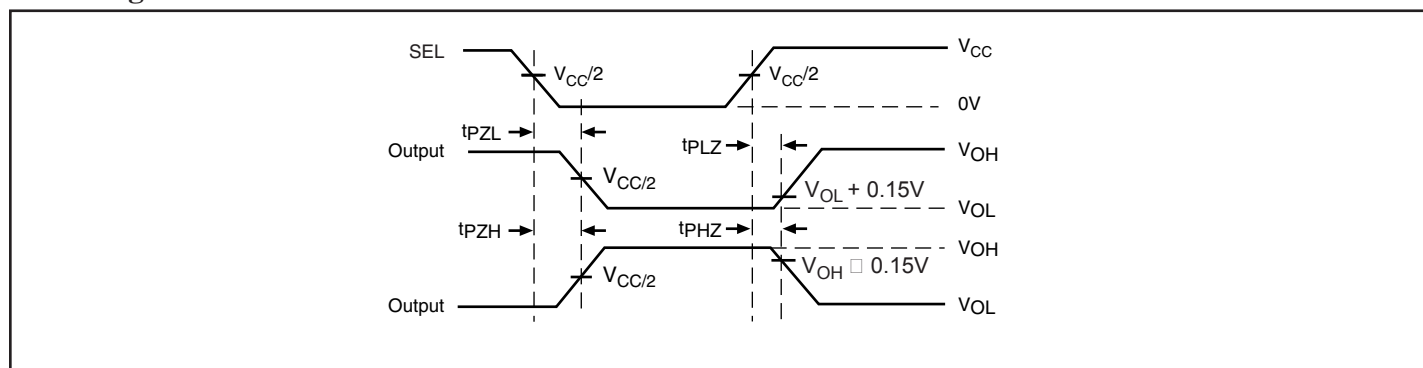 SEL
VCC/2
VCC/2
VCC
0V
tPZL
tPLZ
Output
VCC/2
VOH
VOL + 0.15V
VOL
tPZH
tPHZ
VOH
VCC/2
VOH □ 0.15V
Output
VOL